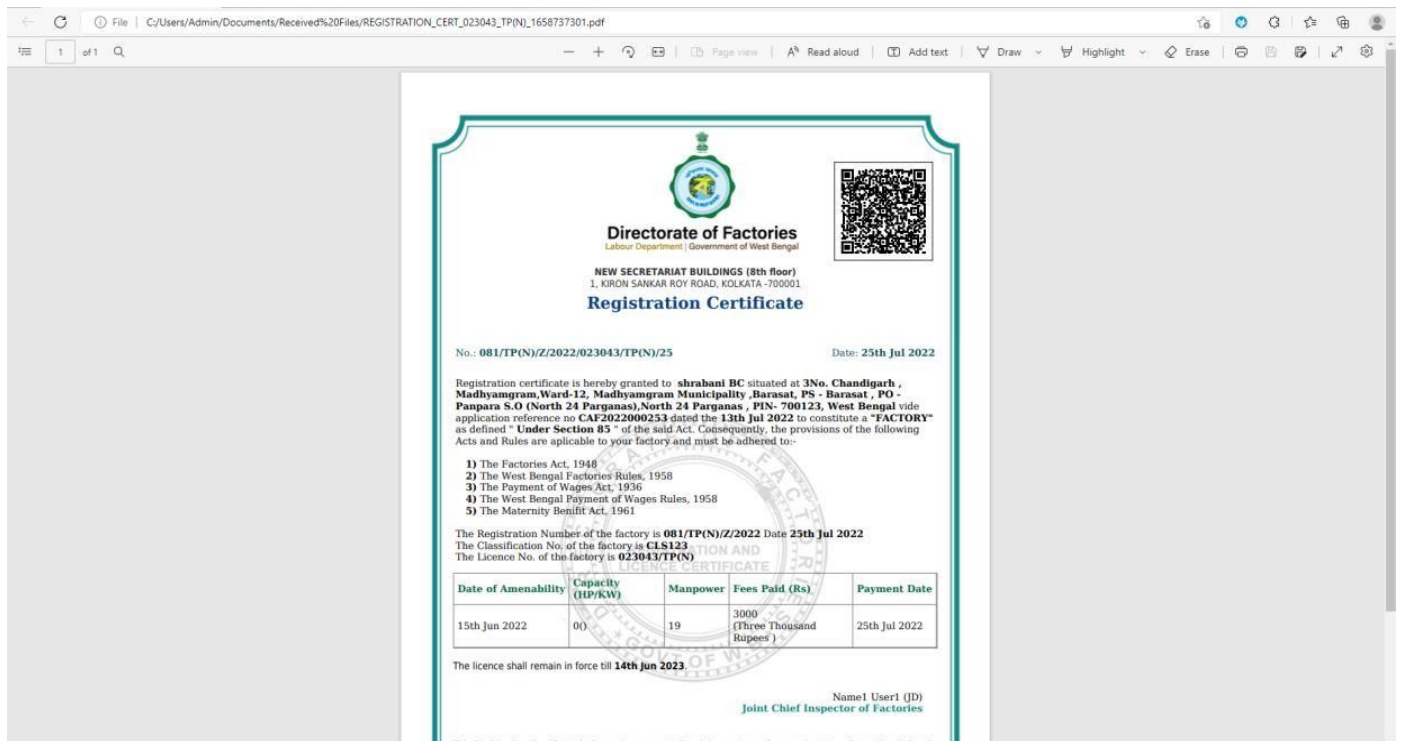 File | C:/Users/Admin/Documents/Received%20Files/REGISTRATION_CERT_023043_TP(N)_1658737301.pdf
1 of 1
Page view
Read aloud
Add text
Draw
Highlight
Erase
Directorate of Factories
Labour Department | Government of West Bengal
NEW SECRETARIAT BUILDINGS (8th floor)
1, KIRON SANKAR ROY ROAD, KOLKATA -700001
Registration Certificate
No.: 081/TP(N)/Z/2022/023043/TP(N)/25 Date: 25th Jul 2022
Registration certificate is hereby granted to shrabani BC situated at 3No. Chandigarh ,
Madhyamgram,Ward-12, Madhyamgram Municipality ,Barasat, PS - Barasat , PO -
Panpara S.O (North 24 Parganas),North 24 Parganas , PIN- 700123, West Bengal vide
application reference no CAF2022000253 dated the 13th Jul 2022 to constitute a "FACTORY"
as defined " Under Section 85 " of the said Act. Consequently, the provisions of the following
Acts and Rules are aplicable to your factory and must be adhered to:-
1) The Factories Act, 1948
2) The West Bengal Factories Rules, 1958
3) The Payment of Wages Act, 1936
4) The West Bengal Payment of Wages Rules, 1958
5) The Maternity Benifit Act, 1961
The Registration Number of the factory is 081/TP(N)/Z/2022 Date 25th Jul 2022
The Classification No. of the factory is CLS123
The Licence No. of the factory is 023043/TP(N)
DIRECTORATE OF FACTORIES
REGISTRATION AND
LICENCE CERTIFICATE
GOVT OF W.B.
Date of Amenability Capacity (HP/KW) Manpower Fees Paid (Rs) Payment Date
15th Jun 2022 0() 19 3000 (Three Thousand Rupees ) 25th Jul 2022
The licence shall remain in force till 14th Jun 2023.
Name1 User1 (JD)
Joint Chief Inspector of Factories